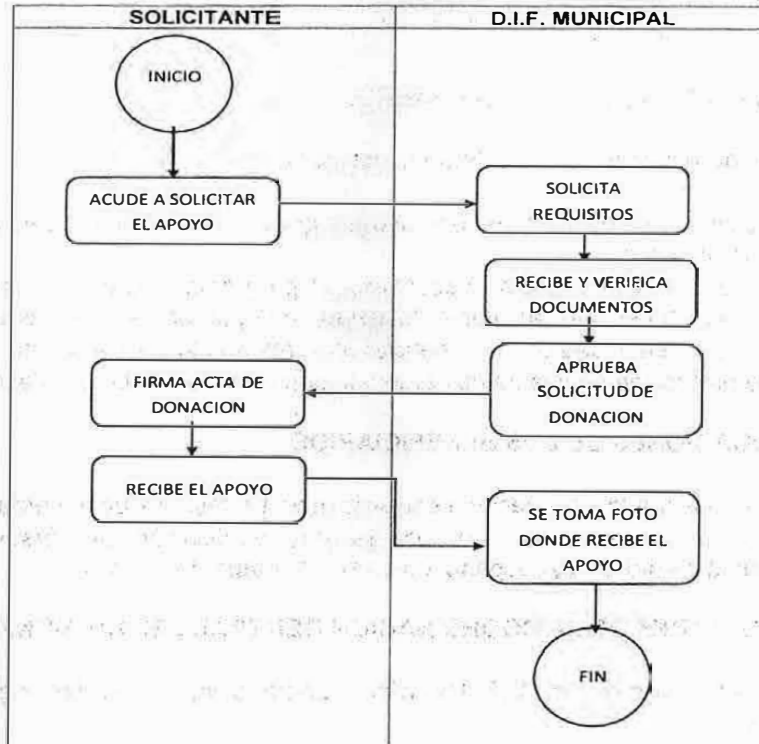 SOLICITANTE
D.I.F. MUNICIPAL
INICIO
ACUDE A SOLICITAR
EL APOYO
SOLICITA
REQUISITOS
RECIBE Y VERIFICA
DOCUMENTOS
APRUEBA
SOLICITUD DE
DONACION
FIRMA ACTA DE
DONACION
RECIBE EL APOYO
SE TOMA FOTO
DONDE RECIBE EL
APOYO
FIN